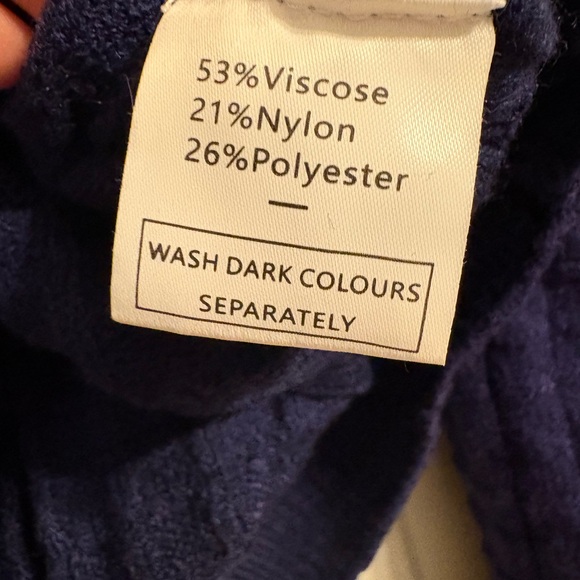 53%Viscose
21%Nylon
26%Polyester
—
WASH DARK COLOURS
SEPARATELY